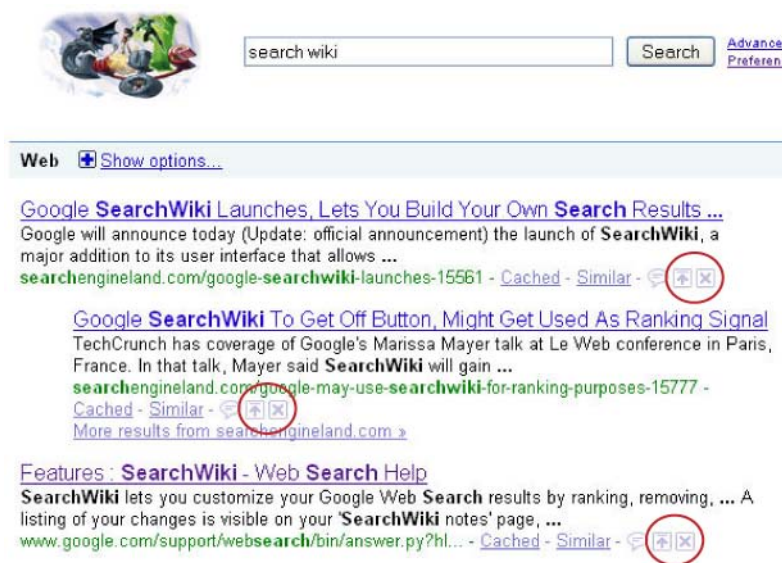 search wiki
Search
Advance
Preferen
Web Show options...
Google SearchWiki Launches, Lets You Build Your Own Search Results ...
Google will announce today (Update: official announcement) the launch of SearchWiki, a
major addition to its user interface that allows ...
searchengineland.com/google-searchwiki-launches-15561 - Cached - Similar -
Google SearchWiki To Get Off Button, Might Get Used As Ranking Signal
TechCrunch has coverage of Google's Marissa Mayer talk at Le Web conference in Paris,
France. In that talk, Mayer said SearchWiki will gain ...
searchengineland.com/google-may-use-searchwiki-for-ranking-purposes-15777 -
Cached - Similar -
More results from searchengineland.com »
Features : SearchWiki - Web Search Help
SearchWiki lets you customize your Google Web Search results by ranking, removing, ... A
listing of your changes is visible on your 'SearchWiki notes' page, ...
www.google.com/support/websearch/bin/answer.py?hl... - Cached - Similar -